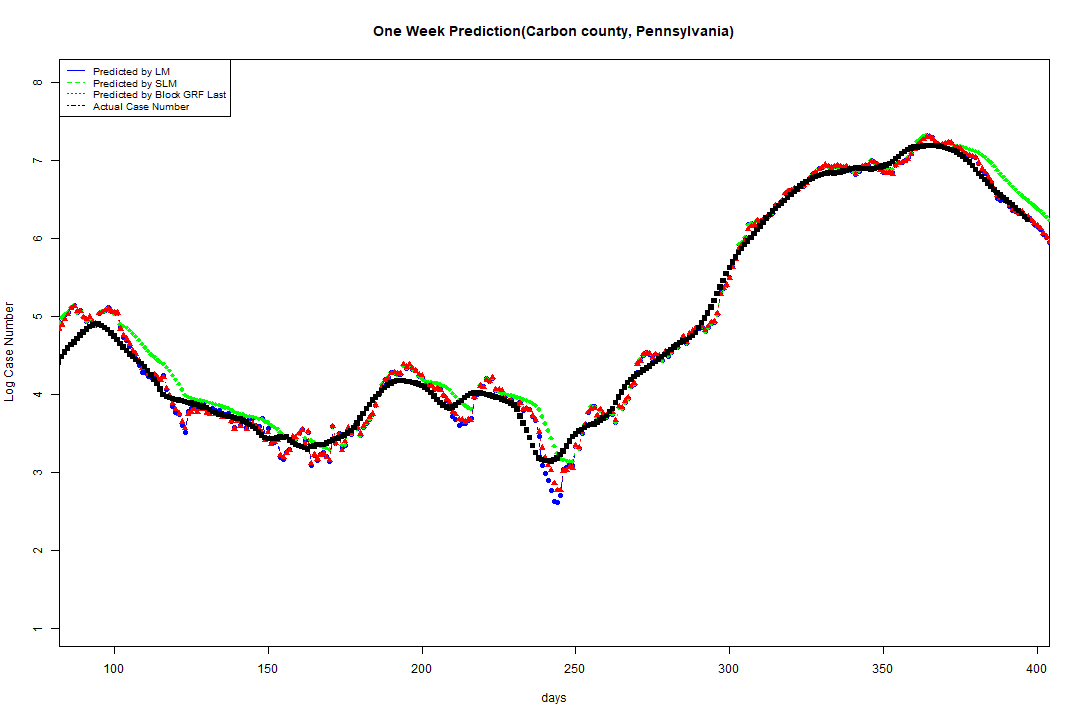 One Week Prediction(Carbon county, Pennsylvania)
Predicted by LM
Predicted by SLM
Predicted by Block GRF Last
Actual Case Number
8
7
6
5
4
3
2
1
Log Case Number
100 150 200 250 300 350 400
days